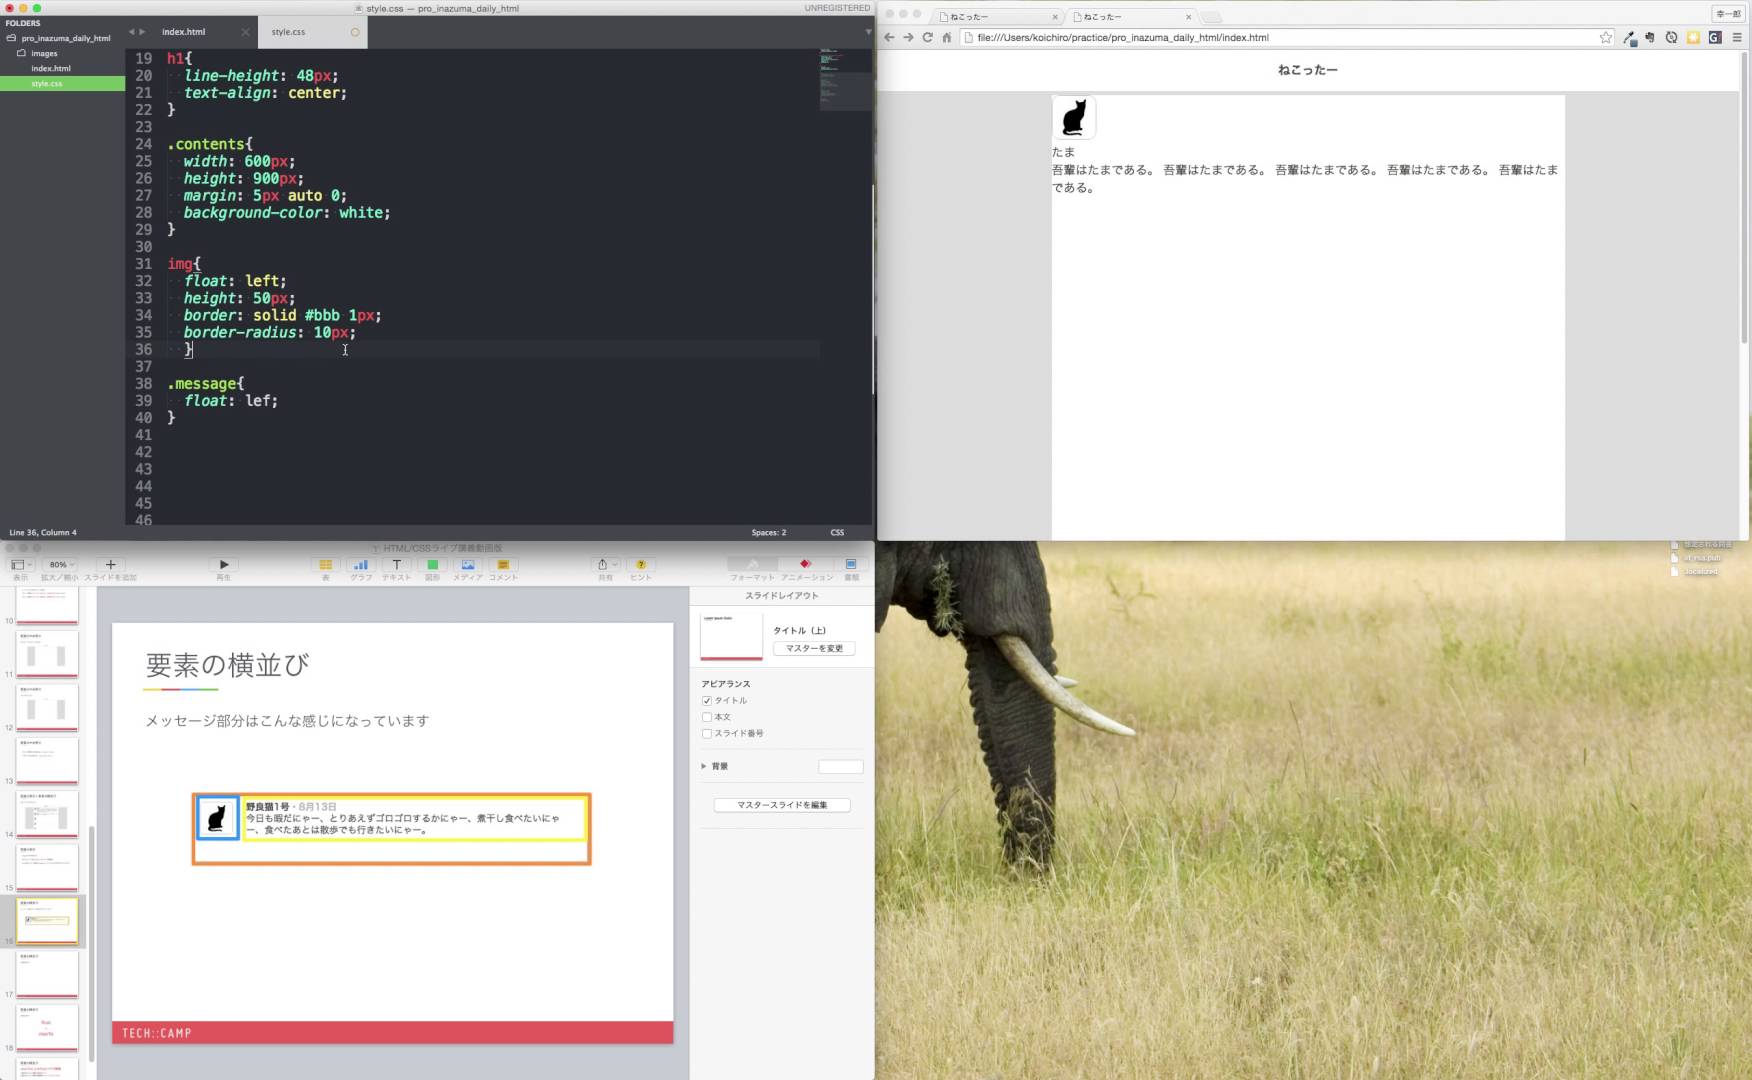 style.css — pro_inazuma_daily_html
UNREGISTERED
FOLDERS
pro_inazuma_daily_html
images
index.html
style.css
index.html
style.css
19 h1{
20 line-height: 48px;
21 text-align: center;
22 }
23
24 .contents{
25 width: 600px;
26 height: 900px;
27 margin: 5px auto 0;
28 background-color: white;
29 }
30
31 img{
32 float: left;
33 height: 50px;
34 border: solid #bbb 1px;
35 border-radius: 10px;
36 }
37
38 .message{
39 float: lef;
40 }
41
42
43
44
45
46
Line 36, Column 4
Spaces: 2
CSS
ねこったー
ねこったー
幸一郎
file:///Users/koichiro/practice/pro_inazuma_daily_html/index.html
ねこったー
たま
吾輩はたまである。 吾輩はたまである。 吾輩はたまである。 吾輩はたまである。 吾輩はたま
である。
HTML/CSSライブ講義動画版
80%
表示
拡大/縮小
スライドを追加
再生
表
グラフ
テキスト
図形
メディア
コメント
共有
ヒント
フォーマット
アニメーション
書類
10
11
12
13
14
15
16
17
18
要素の横並び
メッセージ部分はこんな感じになっています
野良猫1号・8月13日
今日も暇だにゃー、とりあえずゴロゴロするかにゃー、煮干し食べたいにゃ
ー、食べたあとは散歩でも行きたいにゃー。
TECH::CAMP
スライドレイアウト
タイトル（上）
マスターを変更
アピアランス
タイトル
本文
スライド番号
背景
マスタースライドを編集